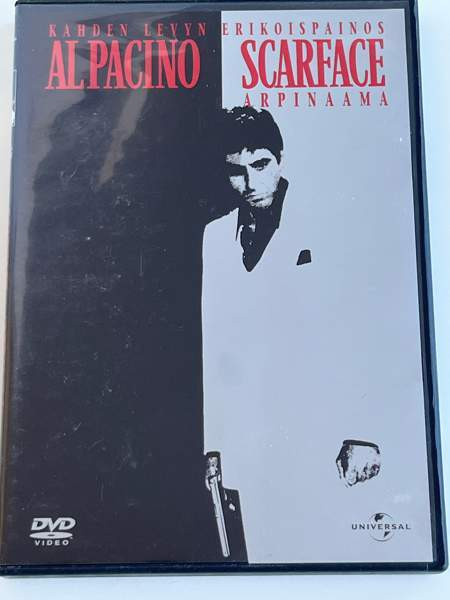 KAHDEN LEVYN ERIKOISPAINOS
AL PACINO SCARFACE
ARPINAAMA
DVD
VIDEO
UNIVERSAL